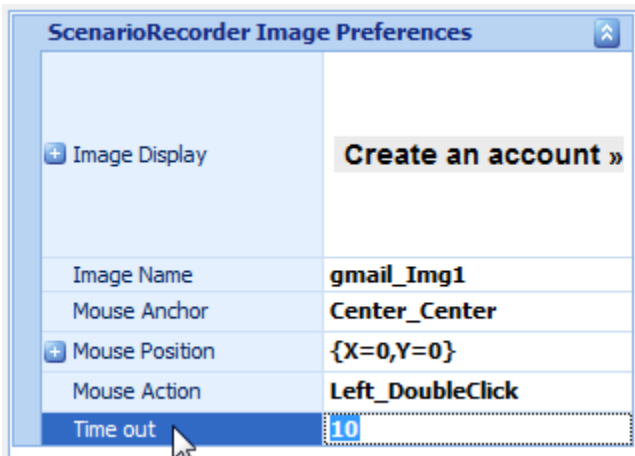 ScenarioRecorder Image Preferences
Image Display Create an account »
Image Name gmail_Img1
Mouse Anchor Center_Center
Mouse Position {X=0,Y=0}
Mouse Action Left_DoubleClick
Time out 10